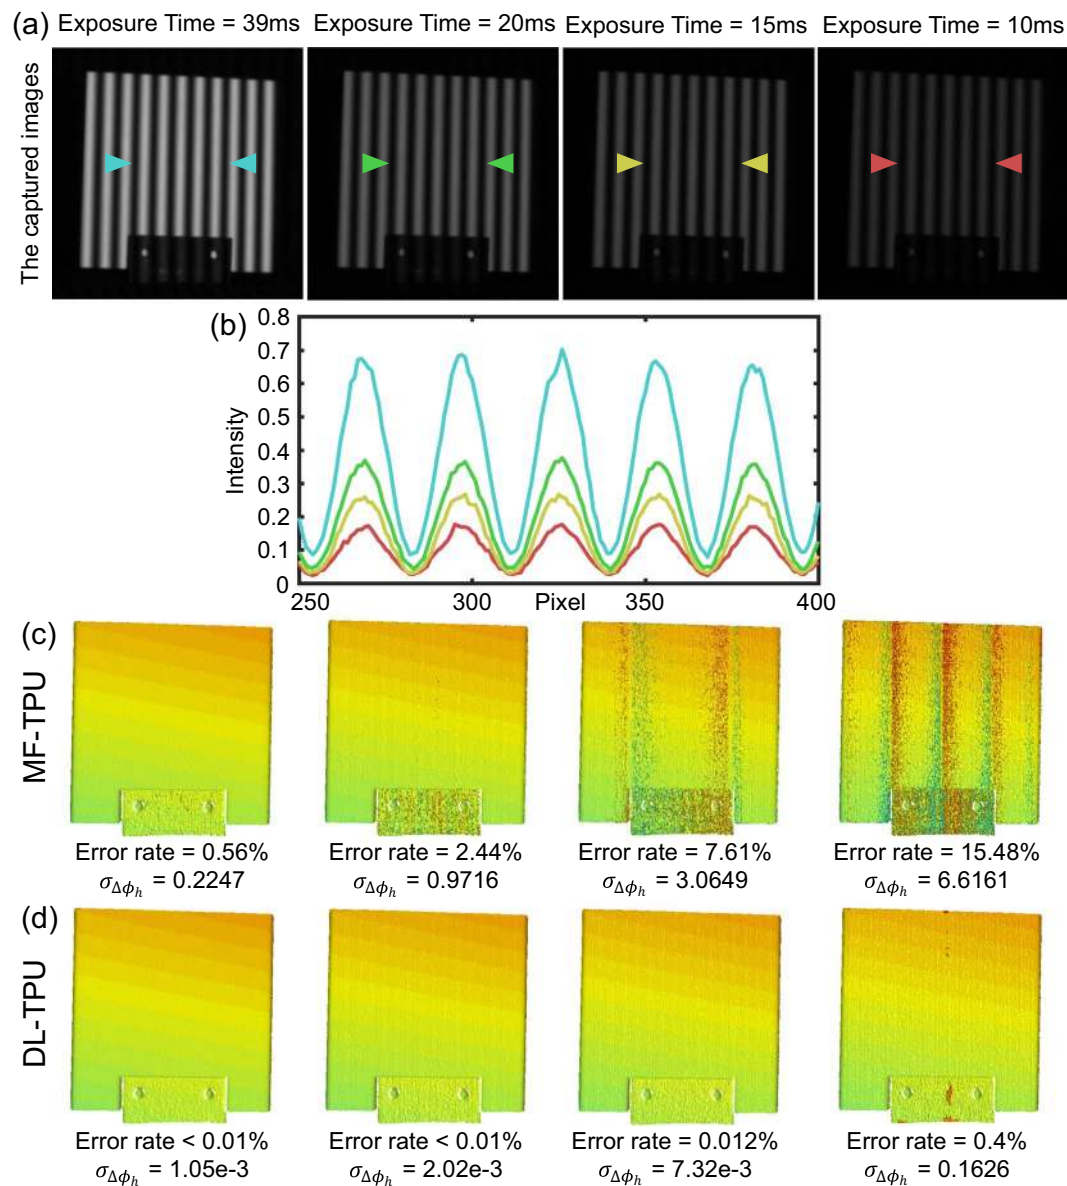 (a) Exposure Time = 39ms Exposure Time = 20ms Exposure Time = 15ms Exposure Time = 10ms
The captured images
(b)
0.8
0.7
0.6
0.5
0.4
0.3
0.2
0.1
0
Intensity
250 300 Pixel 350 400
(c)
MF-TPU
Error rate = 0.56% Error rate = 2.44% Error rate = 7.61% Error rate = 15.48%
σΔϕh = 0.2247 σΔϕh = 0.9716 σΔϕh = 3.0649 σΔϕh = 6.6161
(d)
DL-TPU
Error rate < 0.01% Error rate < 0.01% Error rate = 0.012% Error rate = 0.4%
σΔϕh = 1.05e-3 σΔϕh = 2.02e-3 σΔϕh = 7.32e-3 σΔϕh = 0.1626